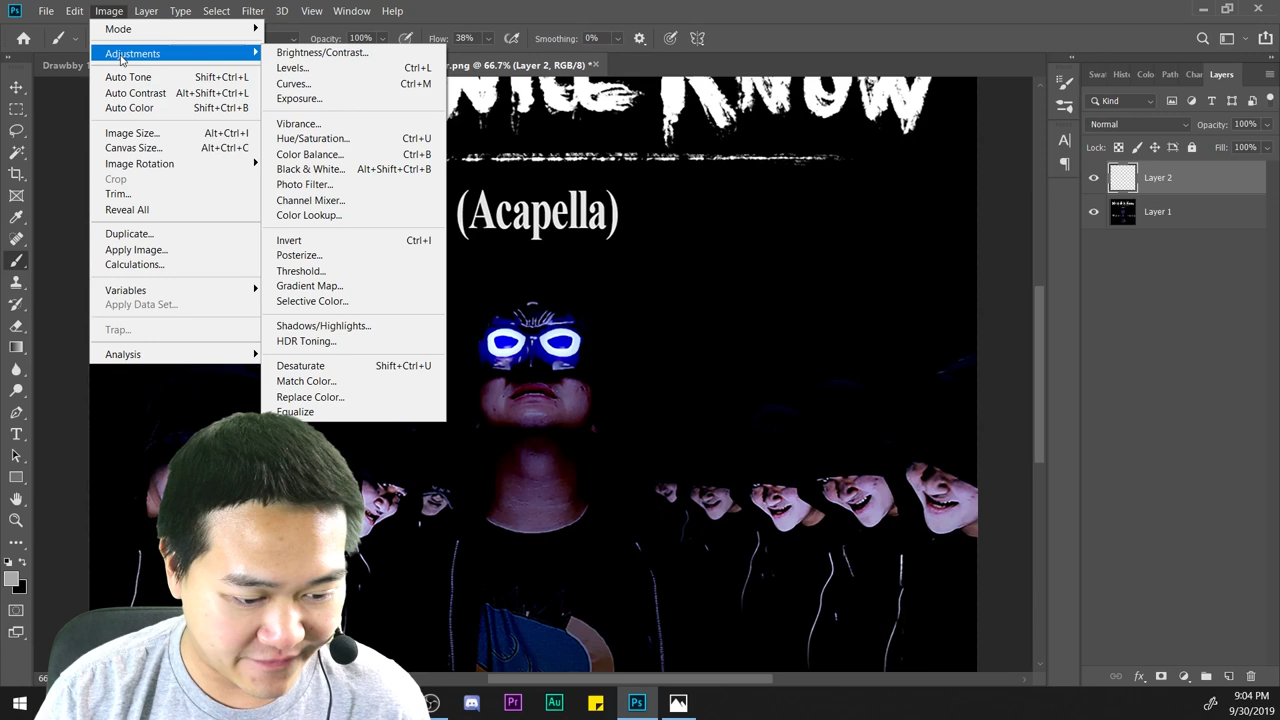 Ps File Edit Image Layer Type Select Filter 3D View Window Help
Opacity: 100% Flow: 38% Smoothing: 0%
Drawbby .png @ 66.7% (Layer 2, RGB/8) *
Mode
Adjustments
Auto Tone Shift+Ctrl+L
Auto Contrast Alt+Shift+Ctrl+L
Auto Color Shift+Ctrl+B
Image Size... Alt+Ctrl+I
Canvas Size... Alt+Ctrl+C
Image Rotation
Crop
Trim...
Reveal All
Duplicate...
Apply Image...
Calculations...
Variables
Apply Data Set...
Trap...
Analysis
Brightness/Contrast...
Levels... Ctrl+L
Curves... Ctrl+M
Exposure...
Vibrance...
Hue/Saturation... Ctrl+U
Color Balance... Ctrl+B
Black & White... Alt+Shift+Ctrl+B
Photo Filter...
Channel Mixer...
Color Lookup...
Invert Ctrl+I
Posterize...
Threshold...
Gradient Map...
Selective Color...
Shadows/Highlights...
HDR Toning...
Desaturate Shift+Ctrl+U
Match Color...
Replace Color...
Equalize
Know
(Acapella)
Swat Histo Colo Path Char Layers
Kind
Normal Opacity: 100%
Lock: Fill: 100%
Layer 2
Layer 1
66
Pr Au Ps
9:04 PM
9/30/2019